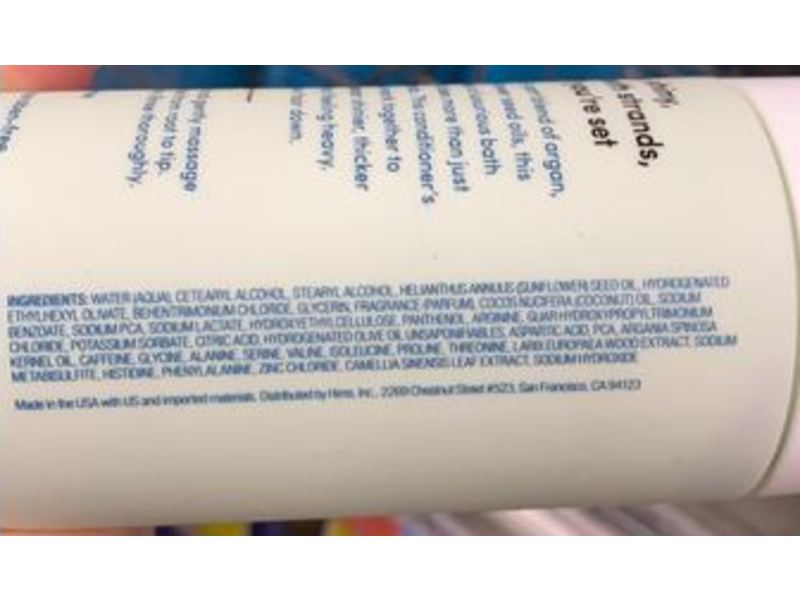 INGREDIENTS: WATER (AQUA), CETEARYL ALCOHOL, STEARYL ALCOHOL, HELIANTHUS ANNUUS (SUNFLOWER) SEED OIL, HYDROGENATED
ETHYLHEXYL OLIVATE, BEHENTRIMONIUM CHLORIDE, GLYCERIN, FRAGRANCE (PARFUM), COCOS NUCIFERA (COCONUT) OIL, SODIUM
BENZOATE, SODIUM PCA, SODIUM LACTATE, HYDROXYETHYLCELLULOSE, PANTHENOL, ARGININE, GUAR HYDROXYPROPYLTRIMONIUM
CHLORIDE, POTASSIUM SORBATE, CITRIC ACID, HYDROGENATED OLIVE OIL UNSAPONIFIABLES, ASPARTIC ACID, PCA, ARGANIA SPINOSA
KERNEL OIL, CAFFEINE, GLYCINE, ALANINE, SERINE, VALINE, ISOLEUCINE, PROLINE, THREONINE, LARIX EUROPAEA WOOD EXTRACT, SODIUM
METABISULFITE, HISTIDINE, PHENYLALANINE, ZINC CHLORIDE, CAMELLIA SINENSIS LEAF EXTRACT, SODIUM HYDROXIDE
Made in the USA with US and imported materials. Distributed by Hims, Inc., 2269 Chestnut Street #523, San Francisco, CA 94123
strands,
you're set
blend of argan,
seed oils, this
bath
more than just
This conditioner's
together to
shinier, thicker
being heavy,
down.
massage
root to tip.
thoroughly.